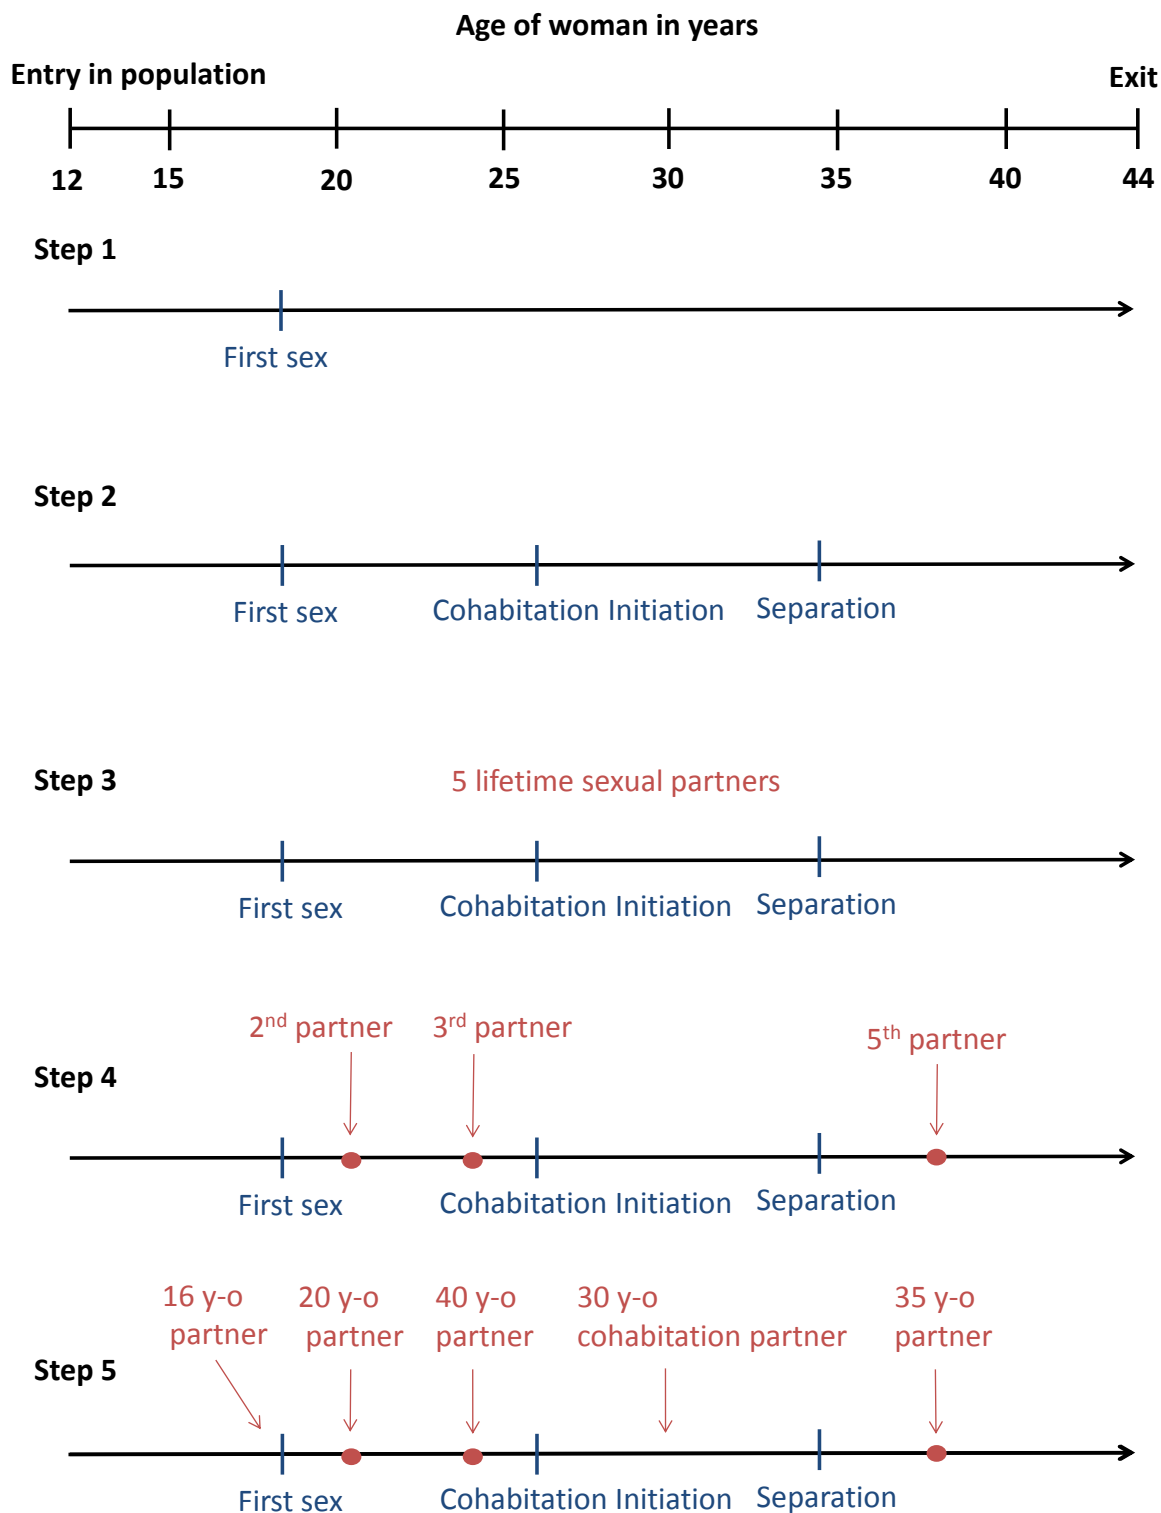 Age of woman in years
Entry in population
Exit
12 15 20 25 30 35 40 44
Step 1
First sex
Step 2
First sex Cohabitation Initiation Separation
Step 3
5 lifetime sexual partners
First sex Cohabitation Initiation Separation
2nd partner 3rd partner 5th partner
Step 4
First sex Cohabitation Initiation Separation
16 y-o 20 y-o 40 y-o 30 y-o 35 y-o
partner partner partner cohabitation partner partner
Step 5
First sex Cohabitation Initiation Separation